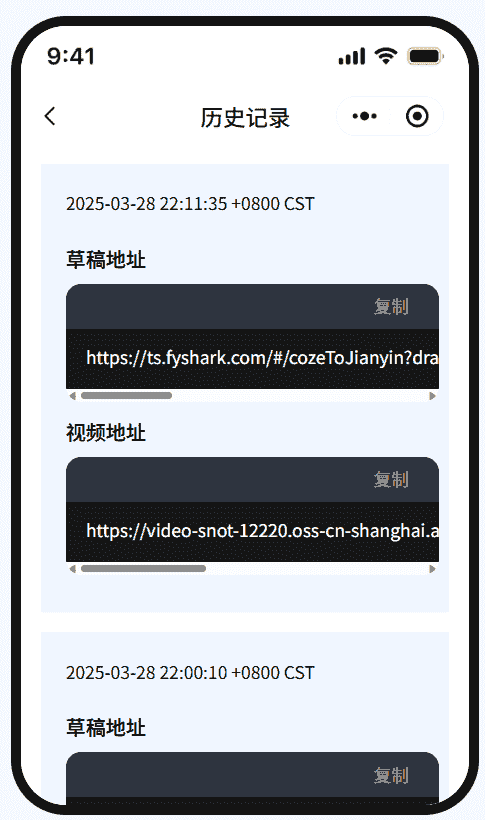 9:41
历史记录
2025-03-28 22:11:35 +0800 CST
草稿地址
复制
https://ts.fyshark.com/#/cozeToJianyin?dra
视频地址
复制
https://video-snot-12220.oss-cn-shanghai.a
2025-03-28 22:00:10 +0800 CST
草稿地址
复制